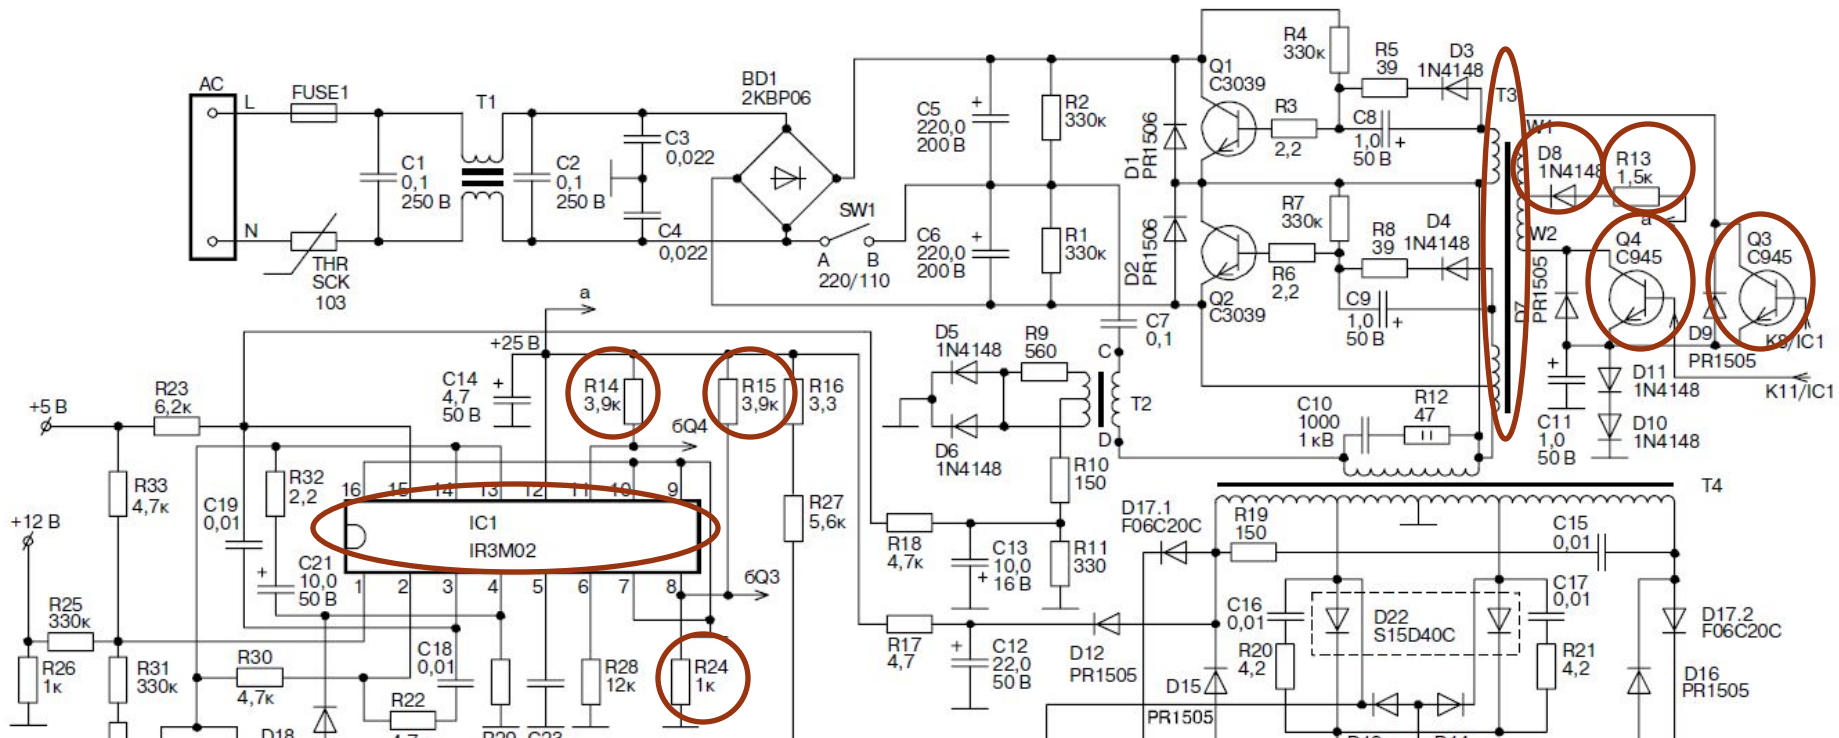 AC
L
N
FUSE1
THR
SCK
103
C1
0,1
250 В
T1
C2
0,1
250 В
C3
0,022
C4
0,022
BD1
2KBP06
SW1
A B
220/110
C5
220,0
200 В
+
C6
220,0
200 В
+
R2
330к
R1
330к
D1
PR1506
D2
PR1506
Q1
C3039
R3
2,2
R4
330к
R5
39
D3
1N4148
C8
1,0
50 В
+
R7
330к
R8
39
D4
1N4148
R6
2,2
Q2
C3039
C9
1,0
50 В
+
T3
W1
W2
D8
1N4148
R13
1,5к
а
Q4
C945
Q3
C945
D7
PR1505
D9
PR1505
K8/IC1
K11/IC1
D11
1N4148
D10
1N4148
C11
1,0
50 В
+
C7
0,1
C
D
T2
D5
1N4148
D6
1N4148
R9
560
R10
150
R11
330
C10
1000
1 кВ
R12
47
T4
а
+25 В
C14
4,7
50 В
+
R14
3,9к
R15
3,9к
R16
3,3
бQ4
бQ3
+5 В
R23
6,2к
R33
4,7к
+12 В
C19
0,01
R32
2,2
C21
10,0
50 В
+
16 15 14 13 12 11 10 9
IC1
IR3M02
1 2 3 4 5 6 7 8
R27
5,6к
R18
4,7к
C13
10,0
16 В
+
R17
4,7
C12
22,0
50 В
+
D12
PR1505
D17.1
F06C20C
R19
150
C15
0,01
C16
0,01
R20
4,2
D22
S15D40C
C17
0,01
R21
4,2
D17.2
F06C20C
D16
PR1505
D15
PR1505
R25
330к
R26
1к
R31
330к
R30
4,7к
R22
C18
0,01
R28
12к
R24
1к
D18
R29
C23